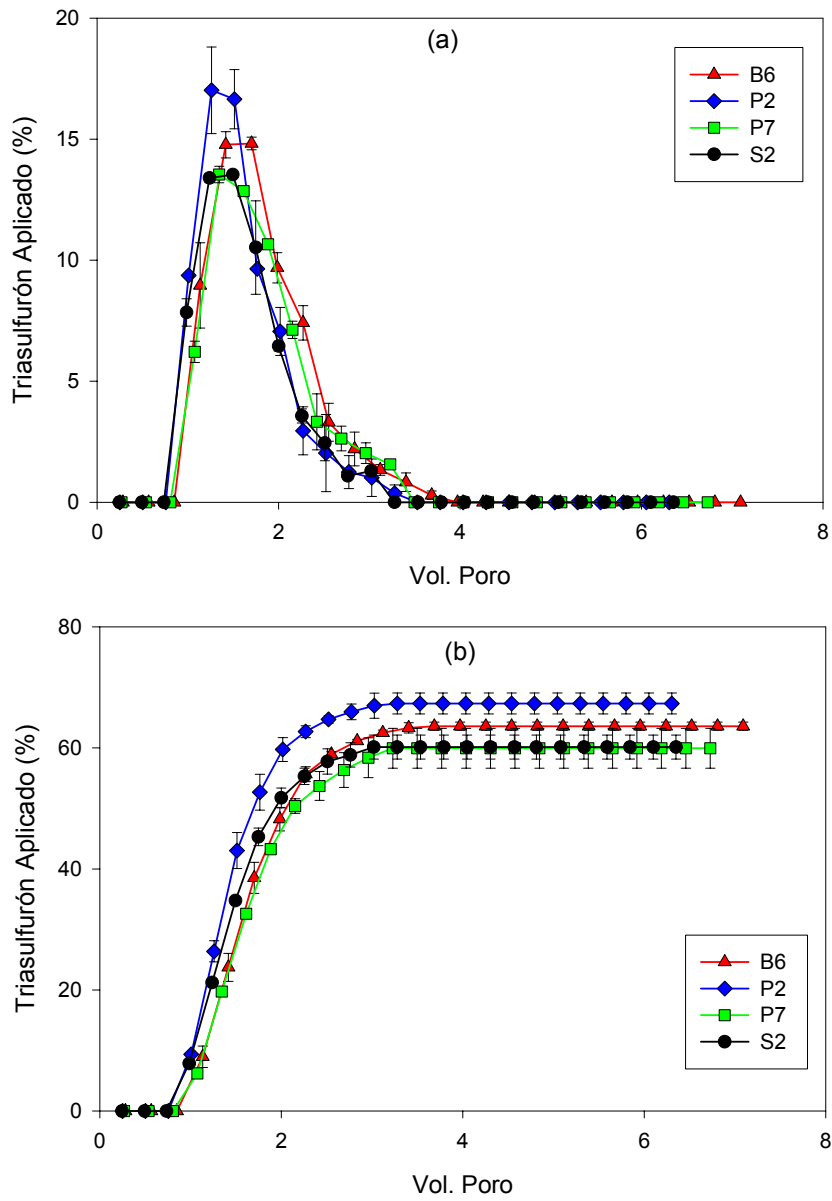 (a)
Triasulfurón Aplicado (%)
20
15
10
5
0
B6
P2
P7
S2
0 2 4 6 8
Vol. Poro
(b)
Triasulfurón Aplicado (%)
80
60
40
20
0
B6
P2
P7
S2
0 2 4 6 8
Vol. Poro